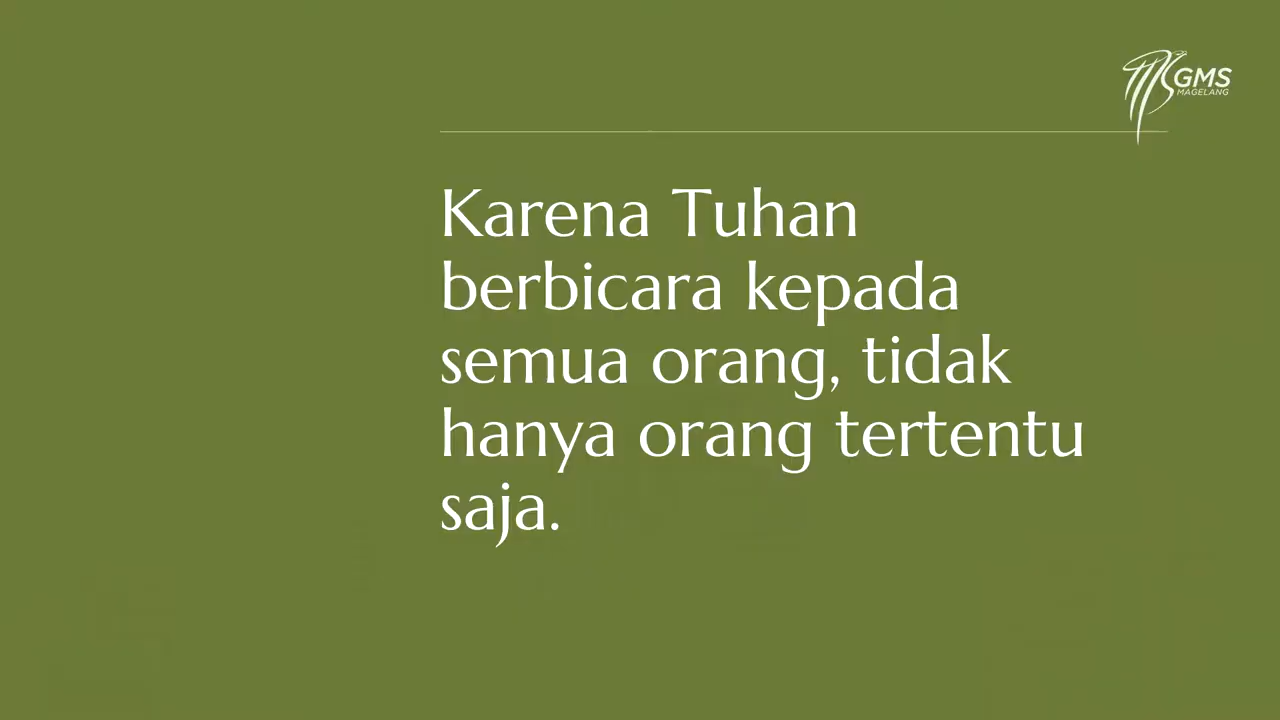 GMS
MAGELANG
Karena Tuhan
berbicara kepada
semua orang, tidak
hanya orang tertentu
saja.